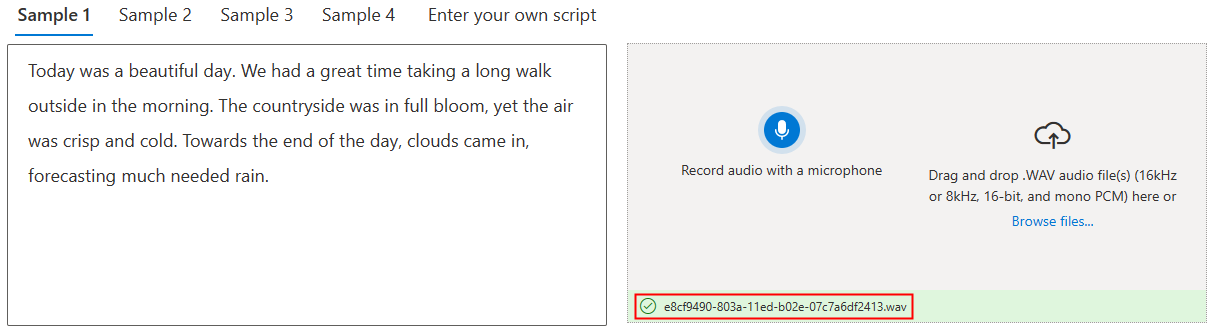 Sample 1 Sample 2 Sample 3 Sample 4 Enter your own script
Today was a beautiful day. We had a great time taking a long walk
outside in the morning. The countryside was in full bloom, yet the air
was crisp and cold. Towards the end of the day, clouds came in,
forecasting much needed rain.
Record audio with a microphone
Drag and drop .WAV audio file(s) (16kHz
or 8kHz, 16-bit, and mono PCM) here or
Browse files...
e8cf9490-803a-11ed-b02e-07c7a6df2413.wav